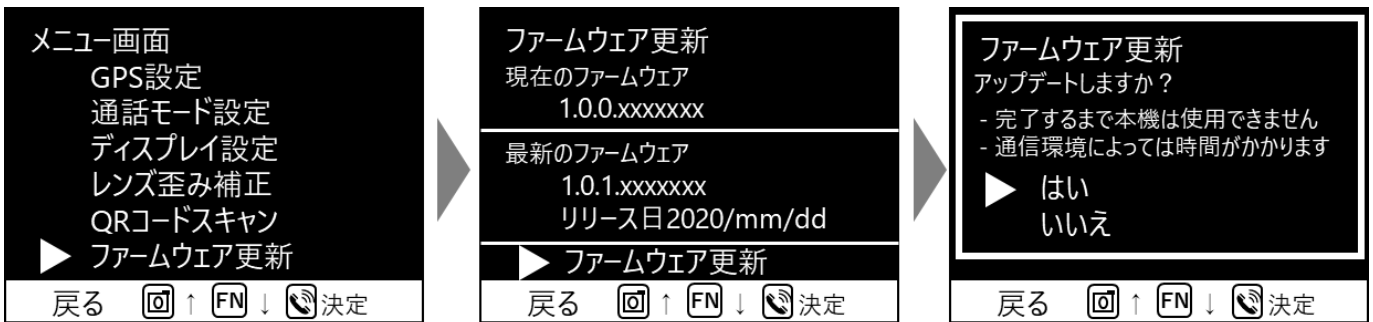 メニュー画面
GPS設定
通話モード設定
ディスプレイ設定
レンズ歪み補正
QRコードスキャン
▶ ファームウェア更新
戻る ↑ FN ↓ 決定
ファームウェア更新
現在のファームウェア
1.0.0.xxxxxxx
最新のファームウェア
1.0.1.xxxxxxx
リリース日2020/mm/dd
▶ ファームウェア更新
戻る ↑ FN ↓ 決定
ファームウェア更新
アップデートしますか？
- 完了するまで本機は使用できません
- 通信環境によっては時間がかかります
▶ はい
いいえ
戻る ↑ FN ↓ 決定